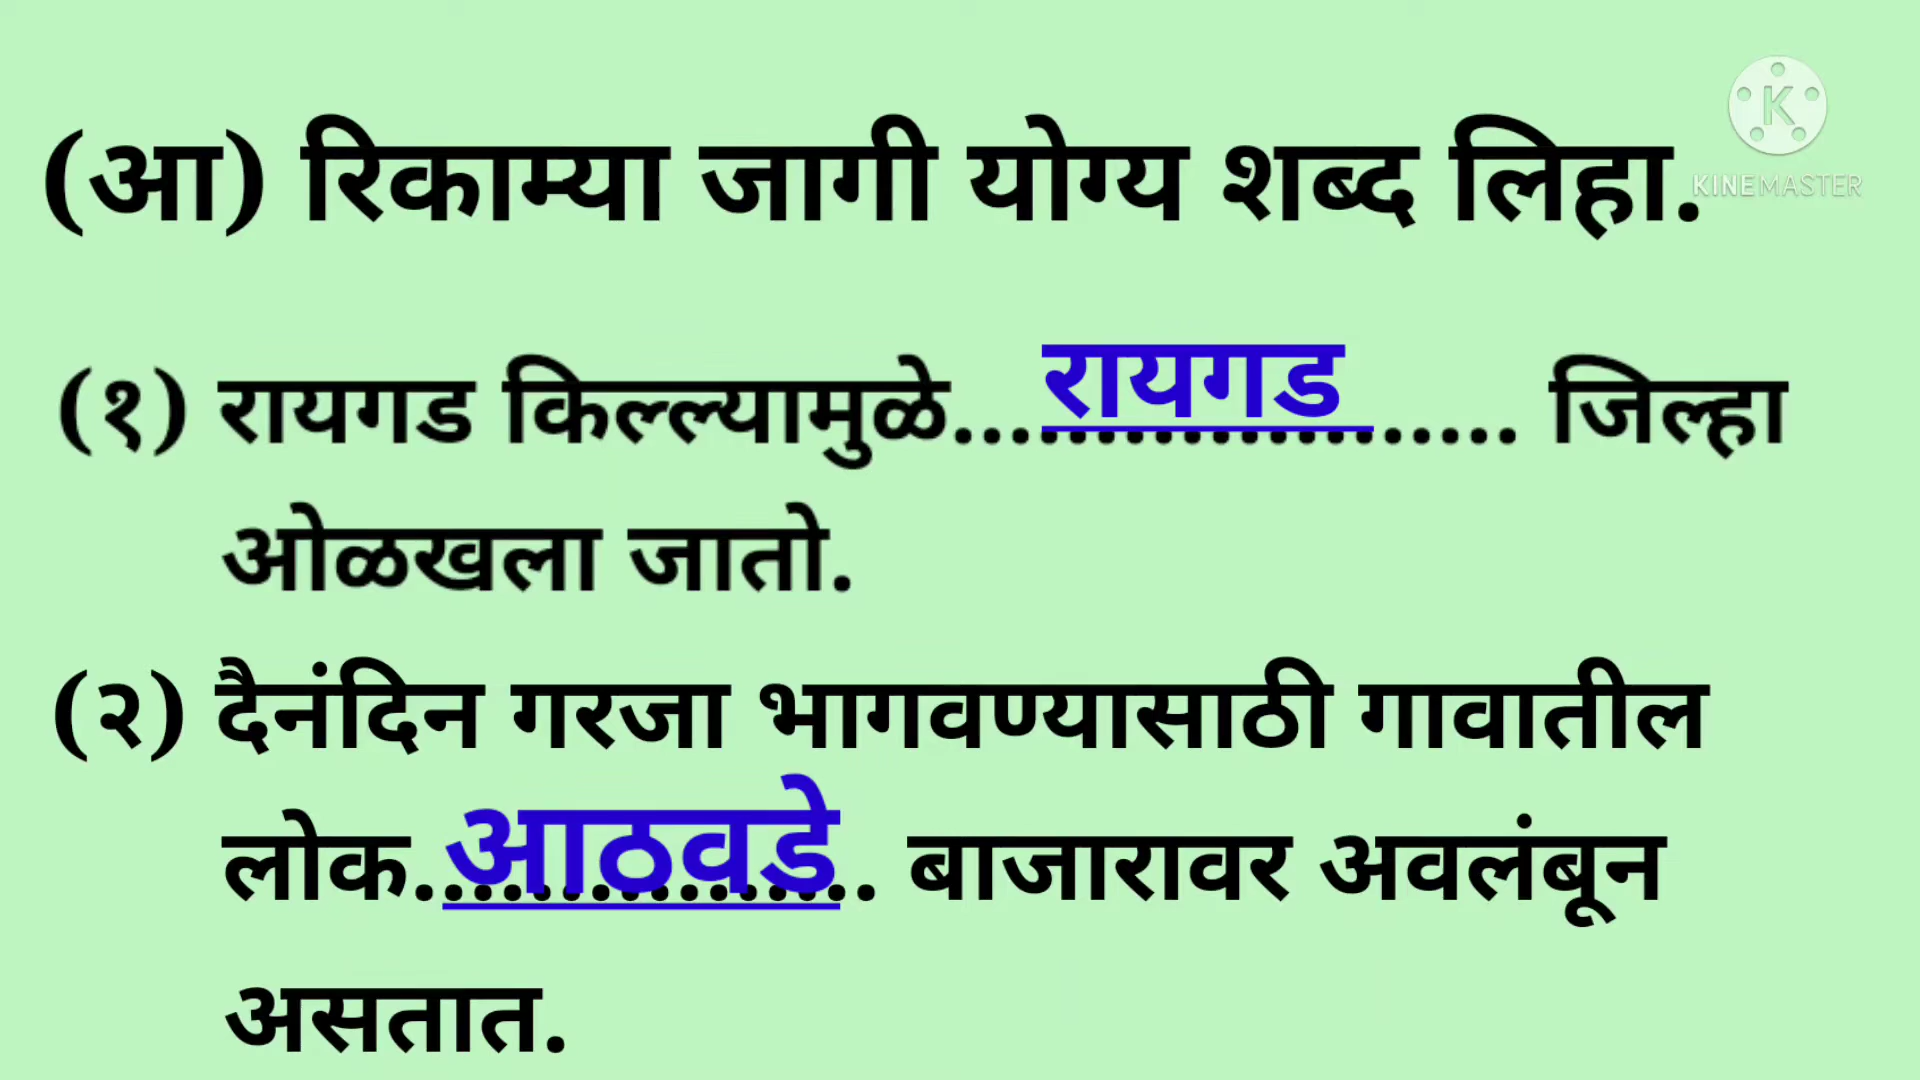 (आ) रिकाम्या जागी योग्य शब्द लिहा.
KINEMASTER
(१) रायगड किल्ल्यामुळे....रायगड..... जिल्हा
ओळखला जातो.
(२) दैनंदिन गरजा भागवण्यासाठी गावातील
लोक.आठवडे.. बाजारावर अवलंबून
असतात.